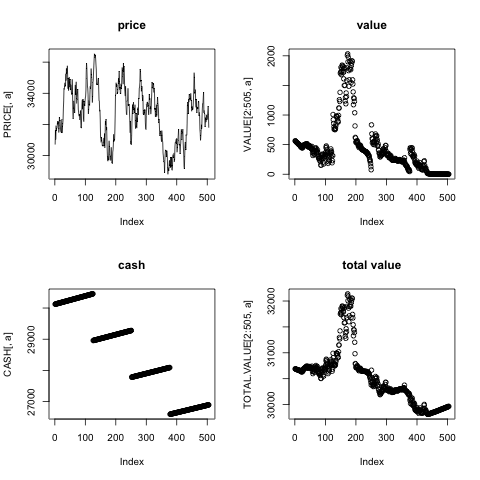 price
PRICE[, a]
30000 34000
0 100 200 300 400 500
Index
value
VALUE[2:505, a]
0 500 1000 2000
0 100 200 300 400 500
Index
cash
CASH[, a]
27000 29000
0 100 200 300 400 500
Index
total value
TOTAL.VALUE[2:505, a]
30000 31000 32000
0 100 200 300 400 500
Index